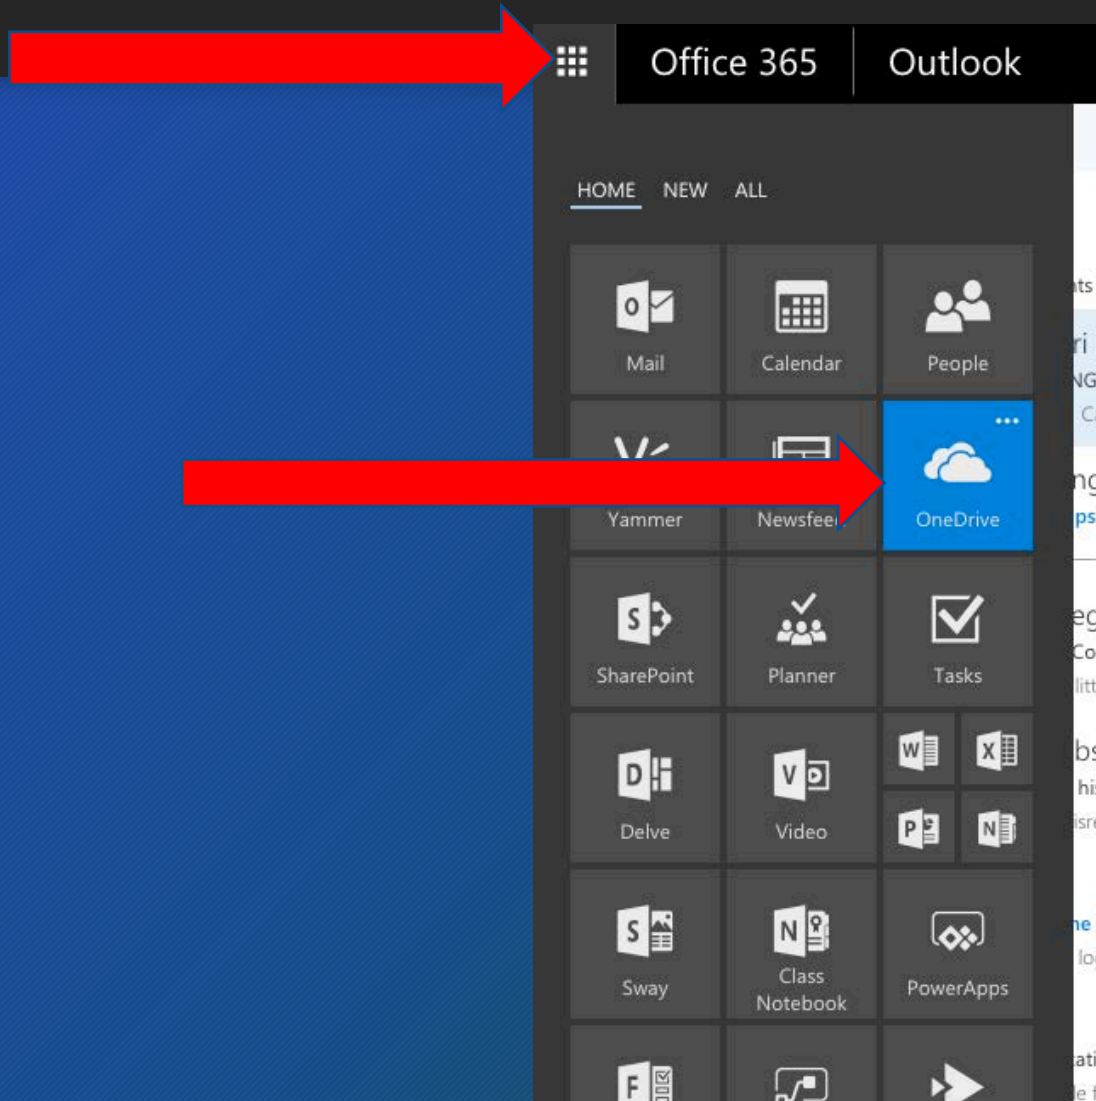 Office 365
Outlook
HOME NEW ALL
Mail
Calendar
People
Yammer
OneDrive
SharePoint
Planner
Tasks
W
X
Delve
Video
P
N
Sway
Class
Notebook
PowerApps